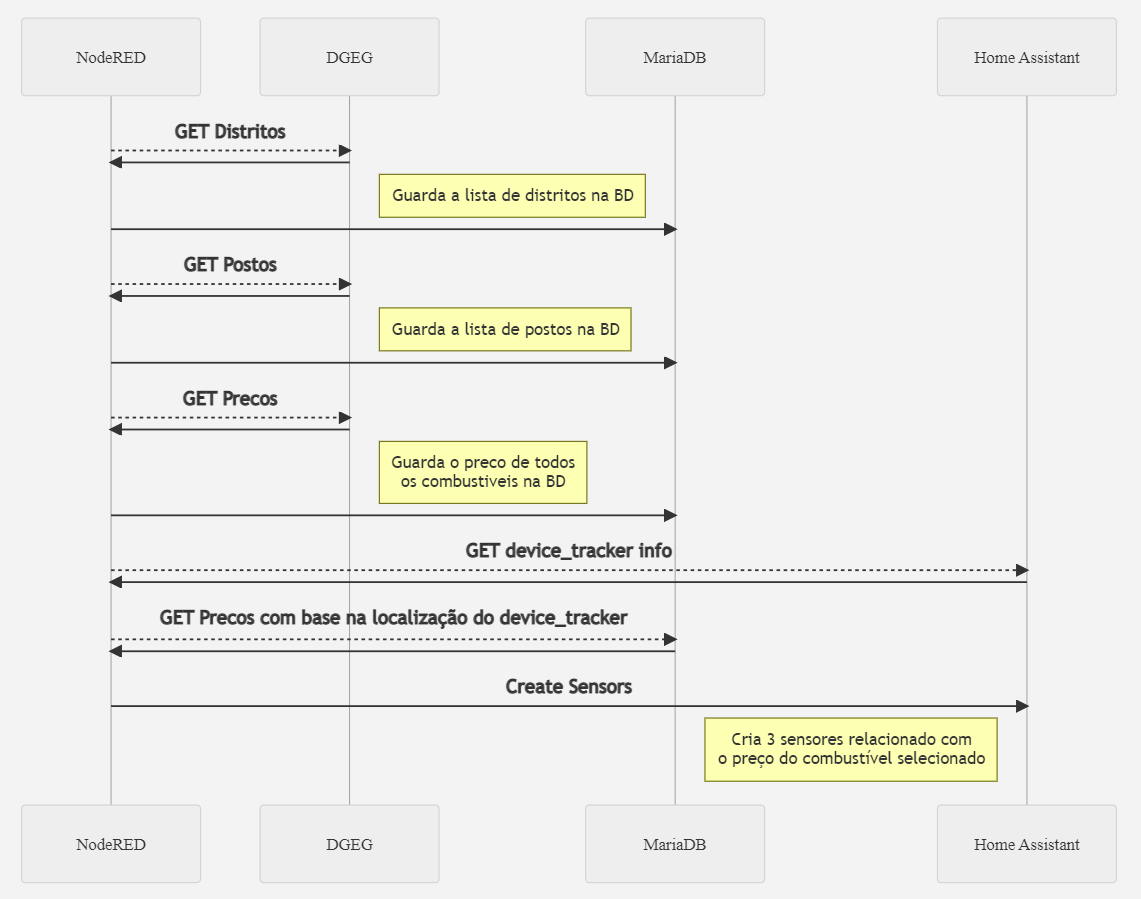 NodeRED
DGEG
MariaDB
Home Assistant
GET Distritos
Guarda a lista de distritos na BD
GET Postos
Guarda a lista de postos na BD
GET Precos
Guarda o preco de todos
os combustiveis na BD
GET device_tracker info
GET Precos com base na localização do device_tracker
Create Sensors
Cria 3 sensores relacionado com
o preço do combustível selecionado
NodeRED
DGEG
MariaDB
Home Assistant